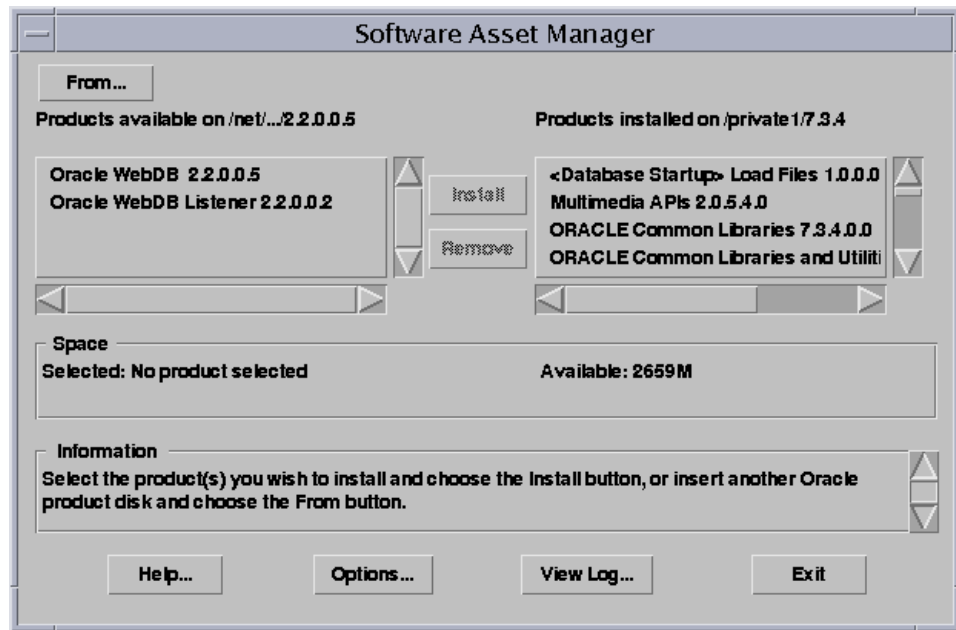 Software Asset Manager
From...
Products available on /net/.../2.2.0.0.5
Products installed on /private1/7.3.4
Oracle WebDB 2.2.0.0.5
Oracle WebDB Listener 2.2.0.0.2
Install
Remove
<Database Startup> Load Files 1.0.0.0
Multimedia APIs 2.0.5.4.0
ORACLE Common Libraries 7.3.4.0.0
ORACLE Common Libraries and Utiliti
Space
Selected: No product selected
Available: 2659M
Information
Select the product(s) you wish to install and choose the Install button, or insert another Oracle
product disk and choose the From button.
Help...
Options...
View Log...
Exit